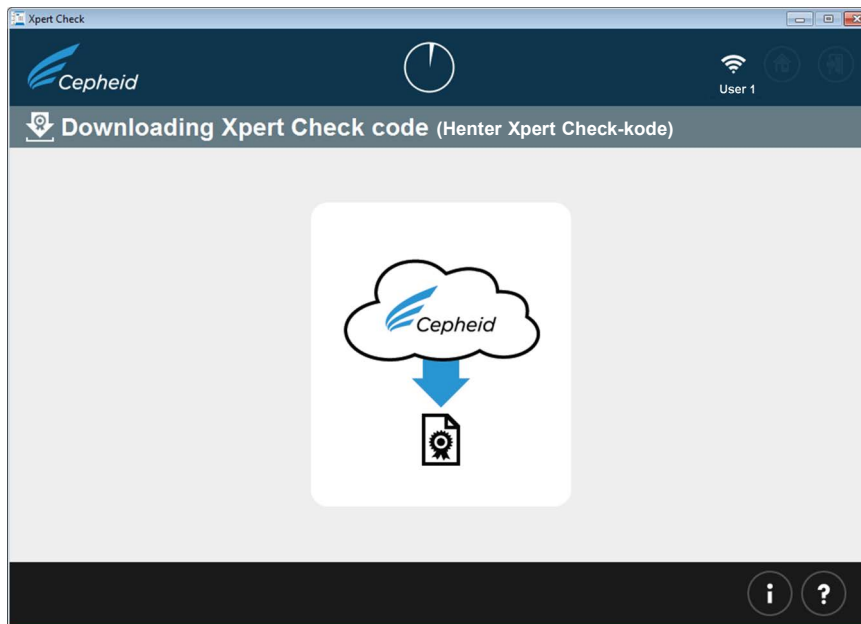 Xpert Check
Cepheid
User 1
Downloading Xpert Check code (Henter Xpert Check-kode)
Cepheid
i ?